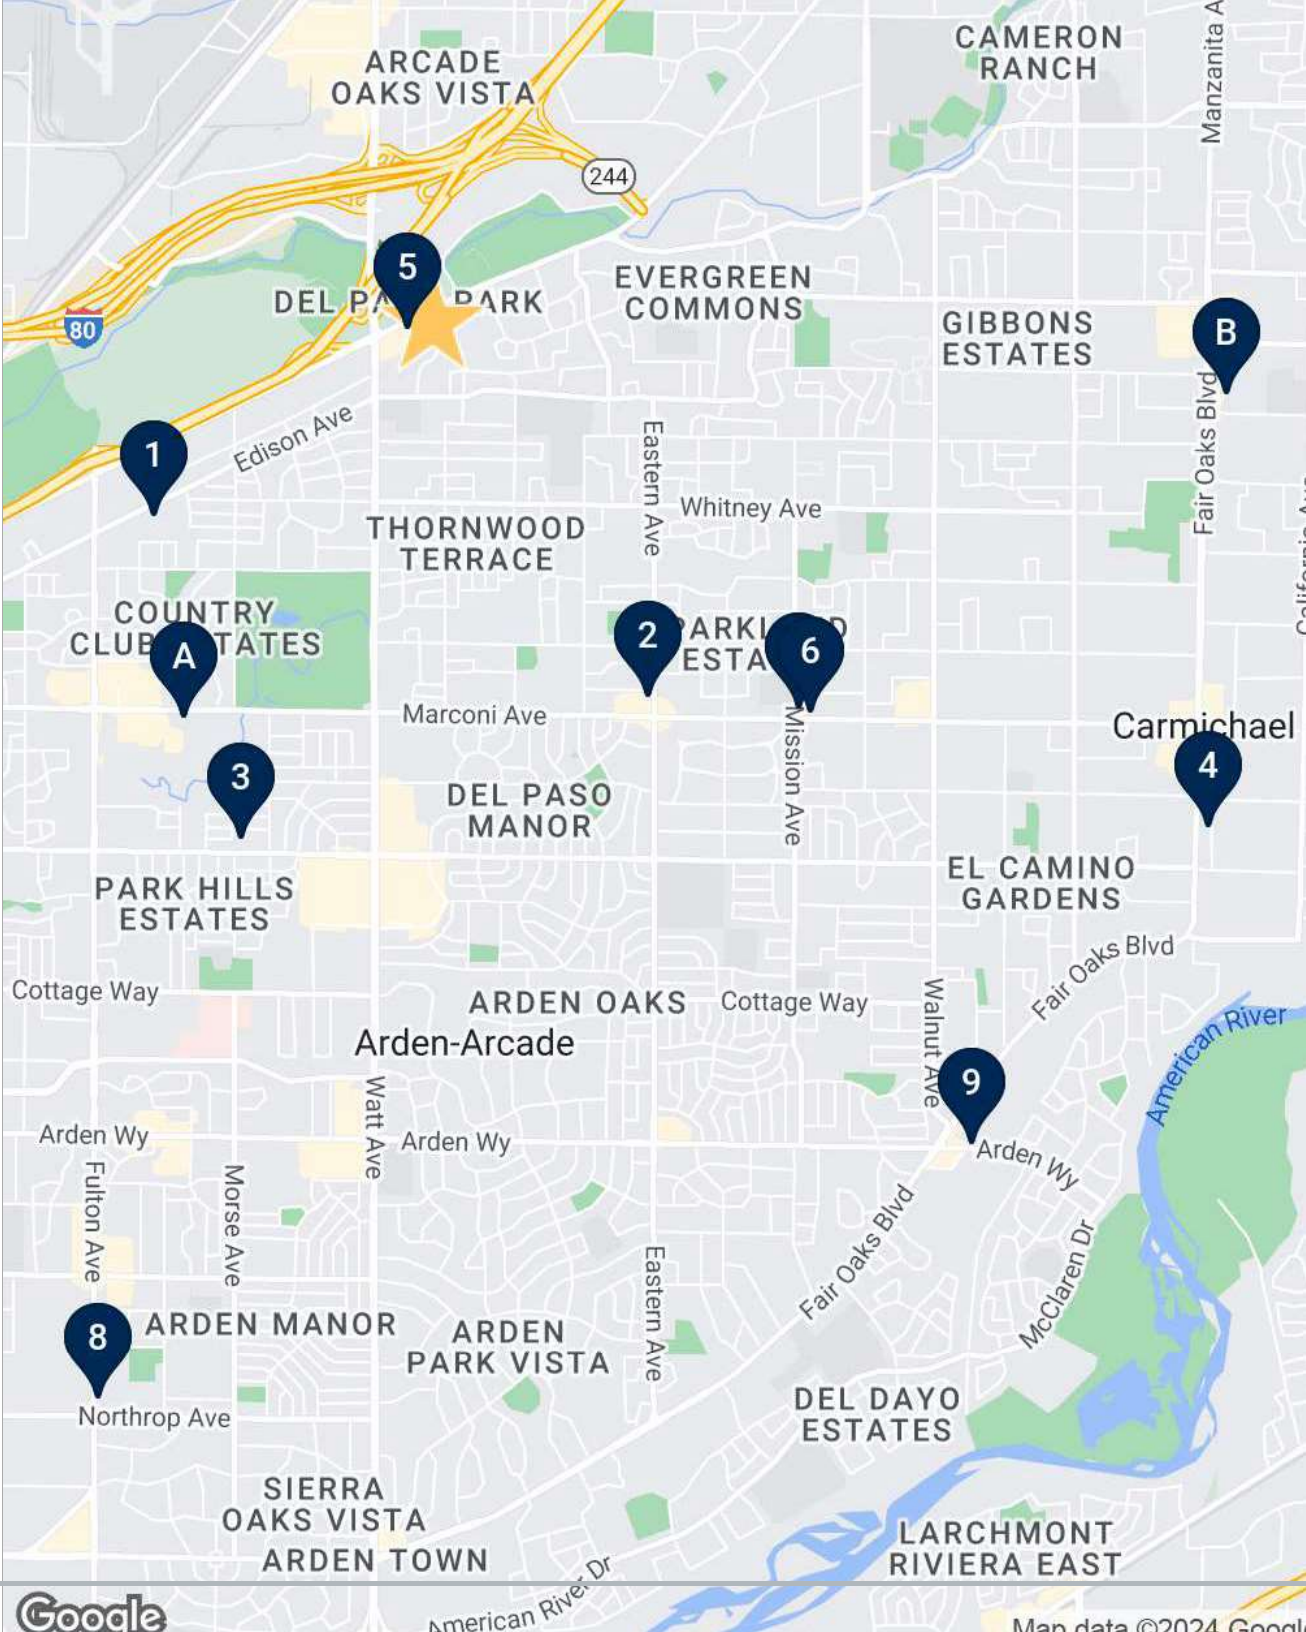 CAMERON
RANCH
Manzanita A
ARCADE
OAKS VISTA
244
5
DEL PA
PARK
EVERGREEN
COMMONS
80
GIBBONS
ESTATES
B
Fair Oaks Blvd
1
Edison Ave
Eastern Ave
Whitney Ave
THORNWOOD
TERRACE
COUNTRY
CLUB
TATES
A
2
PARKL
D
ESTA
6
Marconi Ave
Mission Ave
Carmichael
4
3
DEL PASO
MANOR
PARK HILLS
ESTATES
EL CAMINO
GARDENS
Fair Oaks Blvd
Cottage Way
ARDEN OAKS
Cottage Way
Walnut Ave
American River
Arden-Arcade
9
Watt Ave
Arden Wy
Arden Wy
Arden Wy
Fulton Ave
Morse Ave
Fair Oaks Blvd
McClaren Dr
Eastern Ave
8
ARDEN MANOR
ARDEN
PARK VISTA
DEL DAYO
ESTATES
Northrop Ave
SIERRA
OAKS VISTA
LARCHMONT
RIVIERA EAST
ARDEN TOWN
American River Dr
Google
Map data ©2024 Google